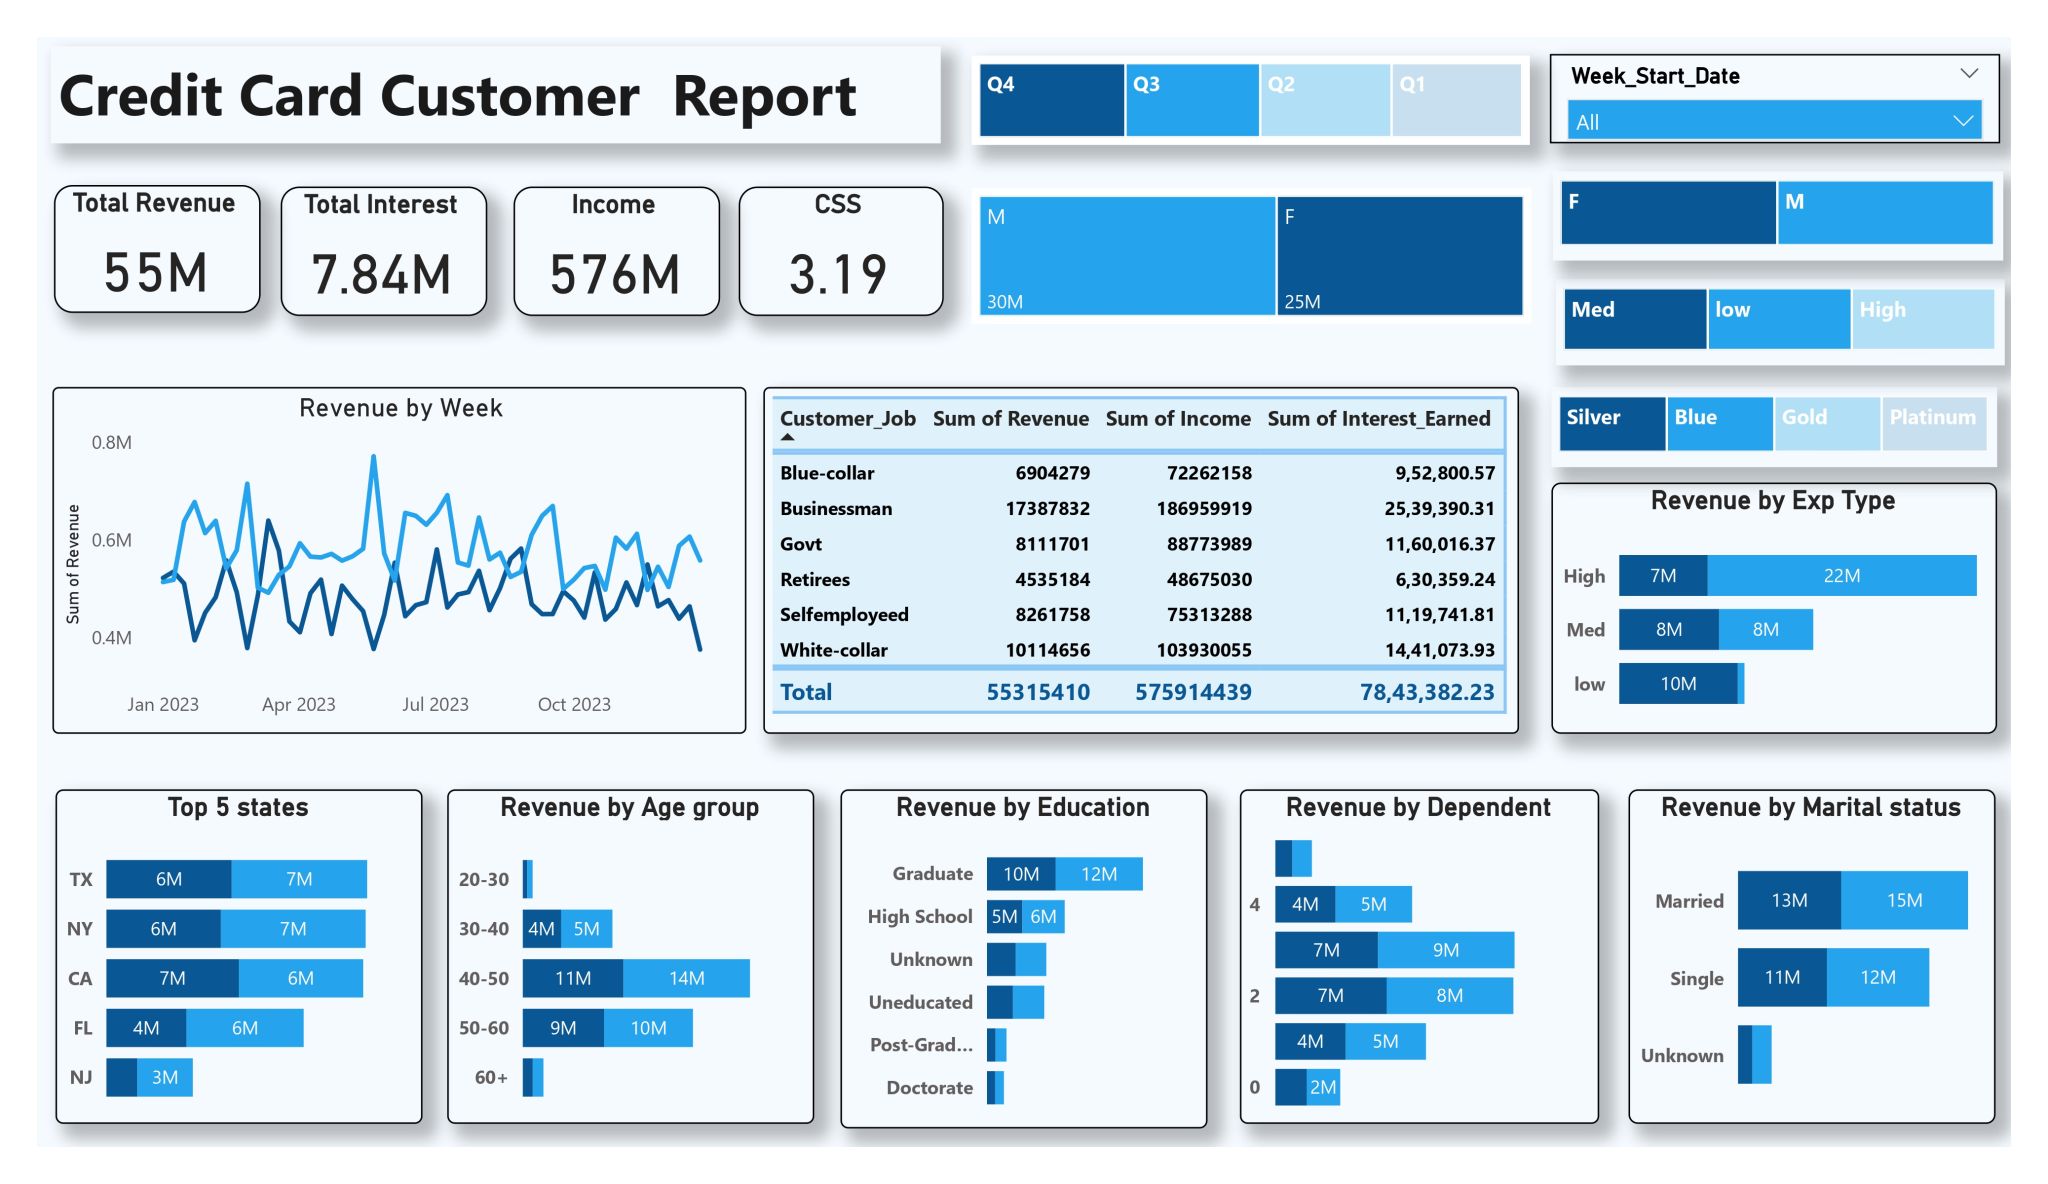 Credit Card Customer  Report
Q4 Q3 Q2 Q1
Week_Start_Date
All
Total Revenue
55M
Total Interest
7.84M
Income
576M
CSS
3.19
M F
30M 25M
F M
Med low High
Silver Blue Gold Platinum
Revenue by Week
0.8M
0.6M
0.4M
Sum of Revenue
Jan 2023 Apr 2023 Jul 2023 Oct 2023
Customer_Job Sum of Revenue Sum of Income Sum of Interest_Earned
Blue-collar 6904279 72262158 9,52,800.57
Businessman 17387832 186959919 25,39,390.31
Govt 8111701 88773989 11,60,016.37
Retirees 4535184 48675030 6,30,359.24
Selfemployeed 8261758 75313288 11,19,741.81
White-collar 10114656 103930055 14,41,073.93
Total 55315410 575914439 78,43,382.23
Revenue by Exp Type
High 7M 22M
Med 8M 8M
low 10M
Top 5 states
TX 6M 7M
NY 6M 7M
CA 7M 6M
FL 4M 6M
NJ 3M
Revenue by Age group
20-30
30-40 4M 5M
40-50 11M 14M
50-60 9M 10M
60+
Revenue by Education
Graduate 10M 12M
High School 5M 6M
Unknown
Uneducated
Post-Grad...
Doctorate
Revenue by Dependent
4 4M 5M
7M 9M
2 7M 8M
4M 5M
0 2M
Revenue by Marital status
Married 13M 15M
Single 11M 12M
Unknown